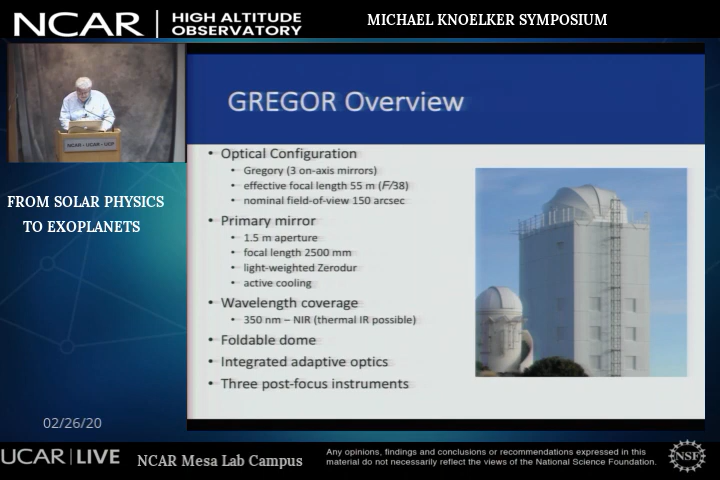 NCAR
HIGH ALTITUDE
OBSERVATORY
MICHAEL KNOELKER SYMPOSIUM
NCAR - UCAR - UCP
FROM SOLAR PHYSICS
TO EXOPLANETS
GREGOR Overview
• Optical Configuration
• Gregory (3 on-axis mirrors)
• effective focal length 55 m (F/38)
• nominal field-of-view 150 arcsec
• Primary mirror
• 1.5 m aperture
• focal length 2500 mm
• light-weighted Zerodur
• active cooling
• Wavelength coverage
• 350 nm – NIR (thermal IR possible)
• Foldable dome
• Integrated adaptive optics
• Three post-focus instruments
02/26/20
UCAR | LIVE
NCAR Mesa Lab Campus
Any opinions, findings and conclusions or recommendations expressed in this
material do not necessarily reflect the views of the National Science Foundation.
NSF